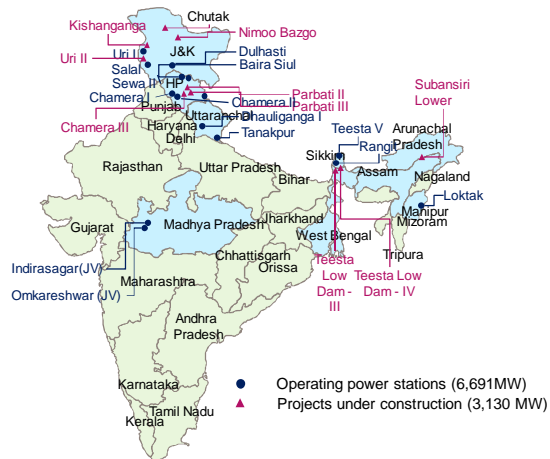 Chutak
Kishanganga
Nimoo Bazgo
J&K
Uri I
Dulhasti
Uri II
Salal
Baira Siul
Sewa II
HP
Chamera I
Chamera II
Parbati II
Parbati III
Punjab
Chamera III
Uttaranchal
Dhauliganga I
Haryana
Delhi
Tanakpur
Subansiri
Lower
Teesta V
Arunachal
Pradesh
Sikkim
Rangit
Rajasthan
Uttar Pradesh
Assam
Nagaland
Bihar
Loktak
Manipur
Mizoram
Gujarat
Madhya Pradesh
Jharkhand
West Bengal
Tripura
Indirasagar(JV)
Chhattisgarh
Orissa
Teesta
Low
Dam -
III
Teesta Low
Dam - IV
Maharashtra
Omkareshwar (JV)
Andhra
Pradesh
Karnataka
Tamil Nadu
Kerala
Operating power stations (6,691MW)
Projects under construction (3,130 MW)